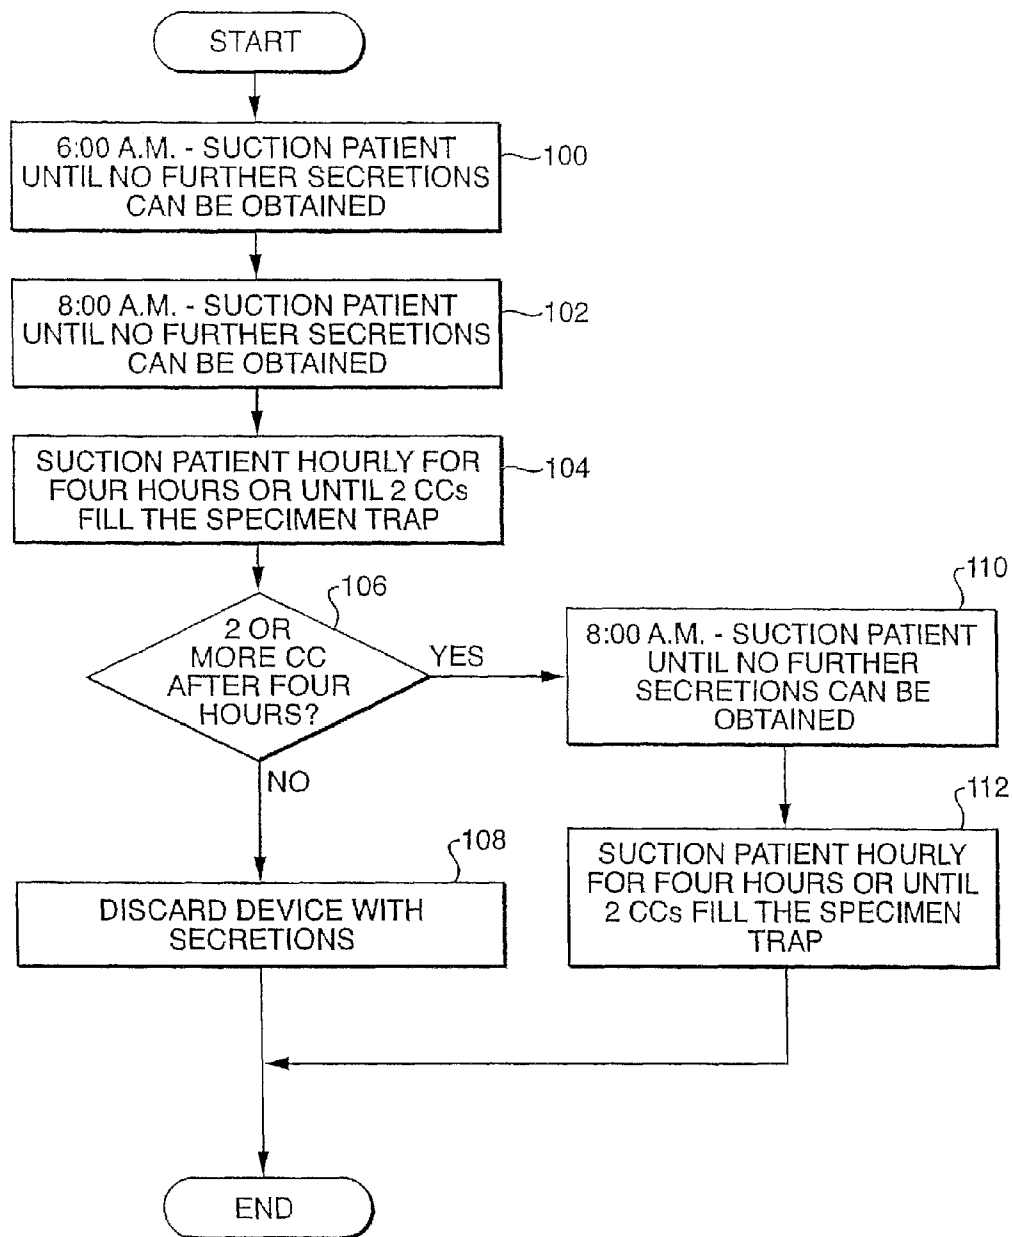 START
6:00 A.M. - SUCTION PATIENT
UNTIL NO FURTHER SECRETIONS
CAN BE OBTAINED
100
8:00 A.M. - SUCTION PATIENT
UNTIL NO FURTHER SECRETIONS
CAN BE OBTAINED
102
SUCTION PATIENT HOURLY FOR
FOUR HOURS OR UNTIL 2 CCs
FILL THE SPECIMEN TRAP
104
106
2 OR
MORE CC
AFTER FOUR
HOURS?
YES
NO
110
8:00 A.M. - SUCTION PATIENT
UNTIL NO FURTHER
SECRETIONS CAN BE
OBTAINED
112
SUCTION PATIENT HOURLY
FOR FOUR HOURS OR UNTIL
2 CCs FILL THE SPECIMEN
TRAP
108
DISCARD DEVICE WITH
SECRETIONS
END